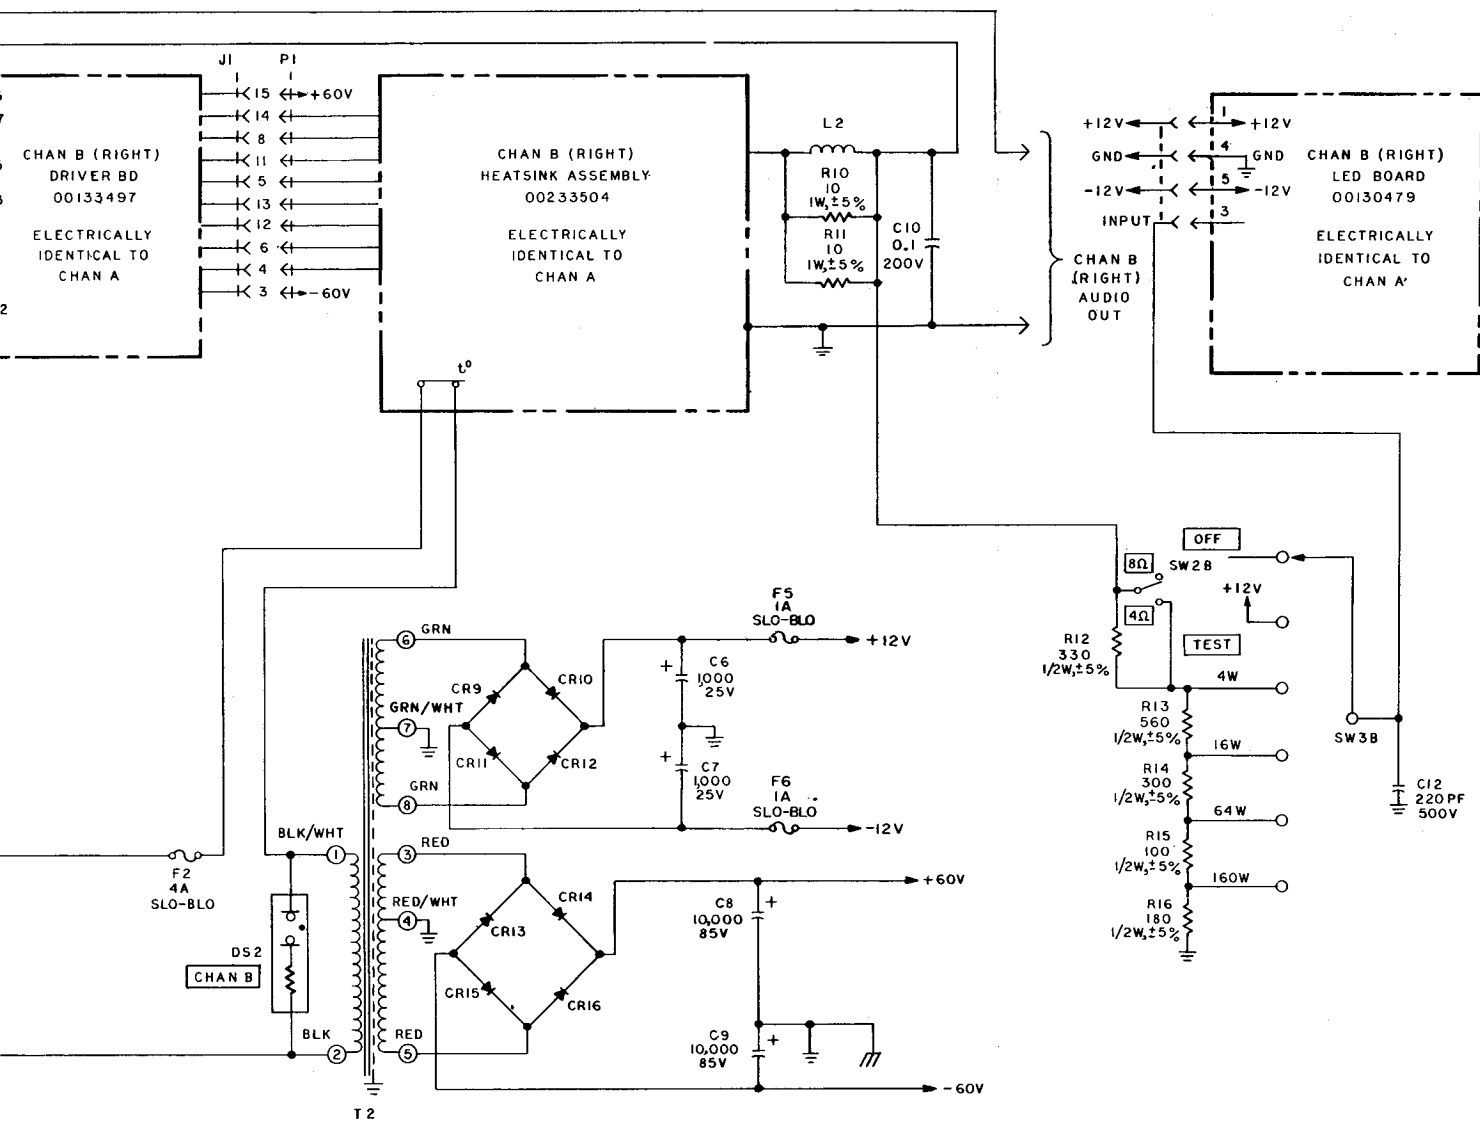 J1
P1
15
+60V
14
8
11
5
13
12
6
4
3
-60V
CHAN B (RIGHT)
DRIVER BD
00133497
ELECTRICALLY
IDENTICAL TO
CHAN A
2
CHAN B (RIGHT)
HEATSINK ASSEMBLY
00233504
ELECTRICALLY
IDENTICAL TO
CHAN A
t°
L2
R10
10
1W,±5%
R11
10
1W,±5%
C10
0.1
200V
CHAN B
(RIGHT)
AUDIO
OUT
+12V
1
+12V
GND
4
GND
-12V
5
-12V
INPUT
3
CHAN B (RIGHT)
LED BOARD
00130479
ELECTRICALLY
IDENTICAL TO
CHAN A
OFF
8Ω
SW2B
+12V
4Ω
TEST
R12
330
1/2W,±5%
4W
R13
560
1/2W,±5%
16W
R14
300
1/2W,±5%
64W
R15
100
1/2W,±5%
160W
R16
180
1/2W,±5%
SW3B
C12
220PF
500V
F5
1A
SLO-BLO
+12V
6
GRN
CR9
CR10
+
C6
1,000
25V
GRN/WHT
7
CR11
CR12
+
C7
1,000
25V
GRN
8
F6
1A
SLO-BLO
-12V
BLK/WHT
1
3
RED
F2
4A
SLO-BLO
RED/WHT
4
CR13
CR14
+60V
C8
10,000
85V
+
DS2
CHAN B
CR15
CR16
BLK
2
RED
5
C9
10,000
85V
+
-60V
T2